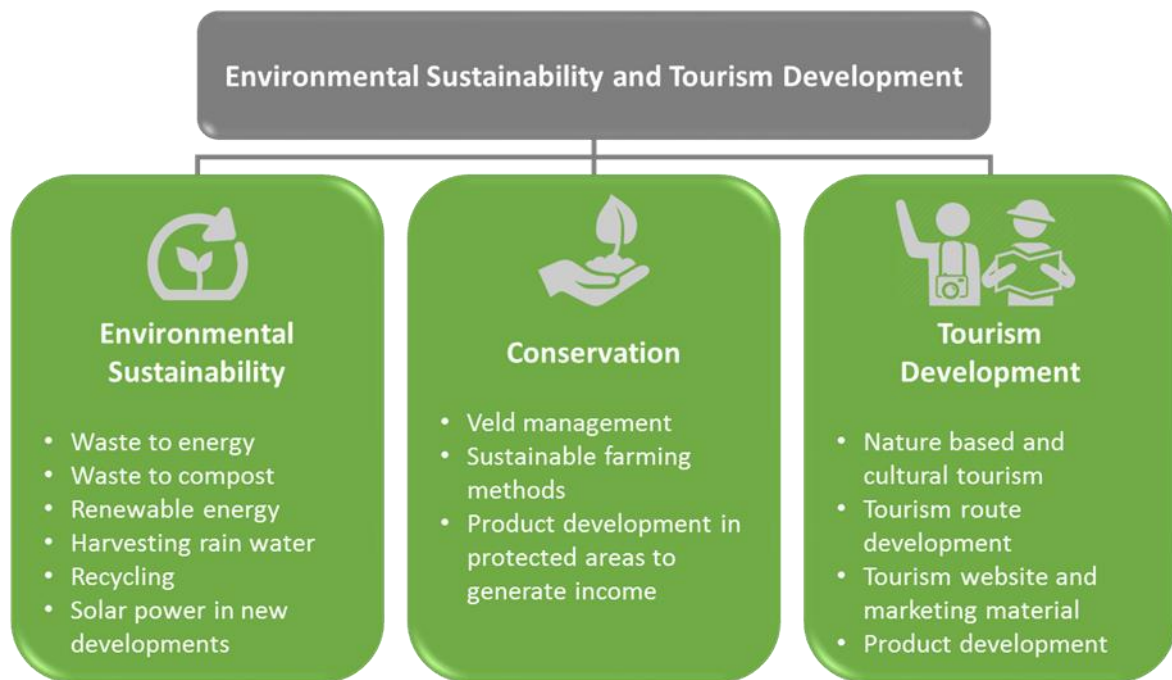 Environmental Sustainability and Tourism Development
Environmental
Sustainability
• Waste to energy
• Waste to compost
• Renewable energy
• Harvesting rain water
• Recycling
• Solar power in new
developments
Conservation
• Veld management
• Sustainable farming
methods
• Product development in
protected areas to
generate income
Tourism
Development
• Nature based and
cultural tourism
• Tourism route
development
• Tourism website and
marketing material
• Product development